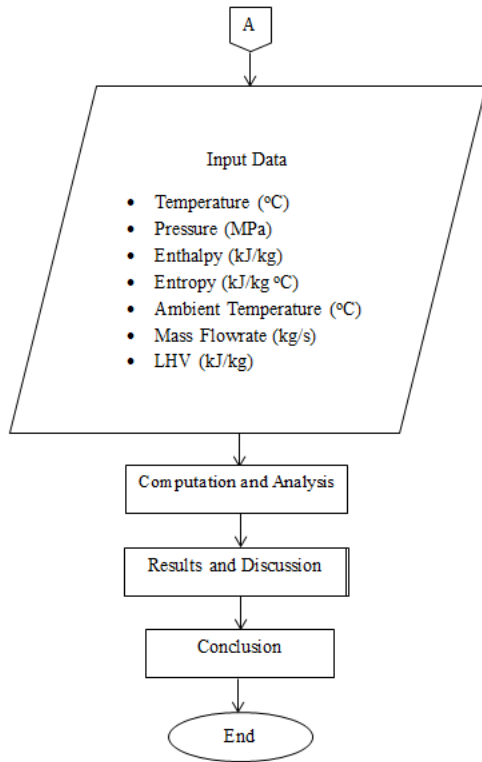 A
Input Data
• Temperature (ºC)
• Pressure (MPa)
• Enthalpy (kJ/kg)
• Entropy (kJ/kg ºC)
• Ambient Temperature (ºC)
• Mass Flowrate (kg/s)
• LHV (kJ/kg)
Computation and Analysis
Results and Discussion
Conclusion
End